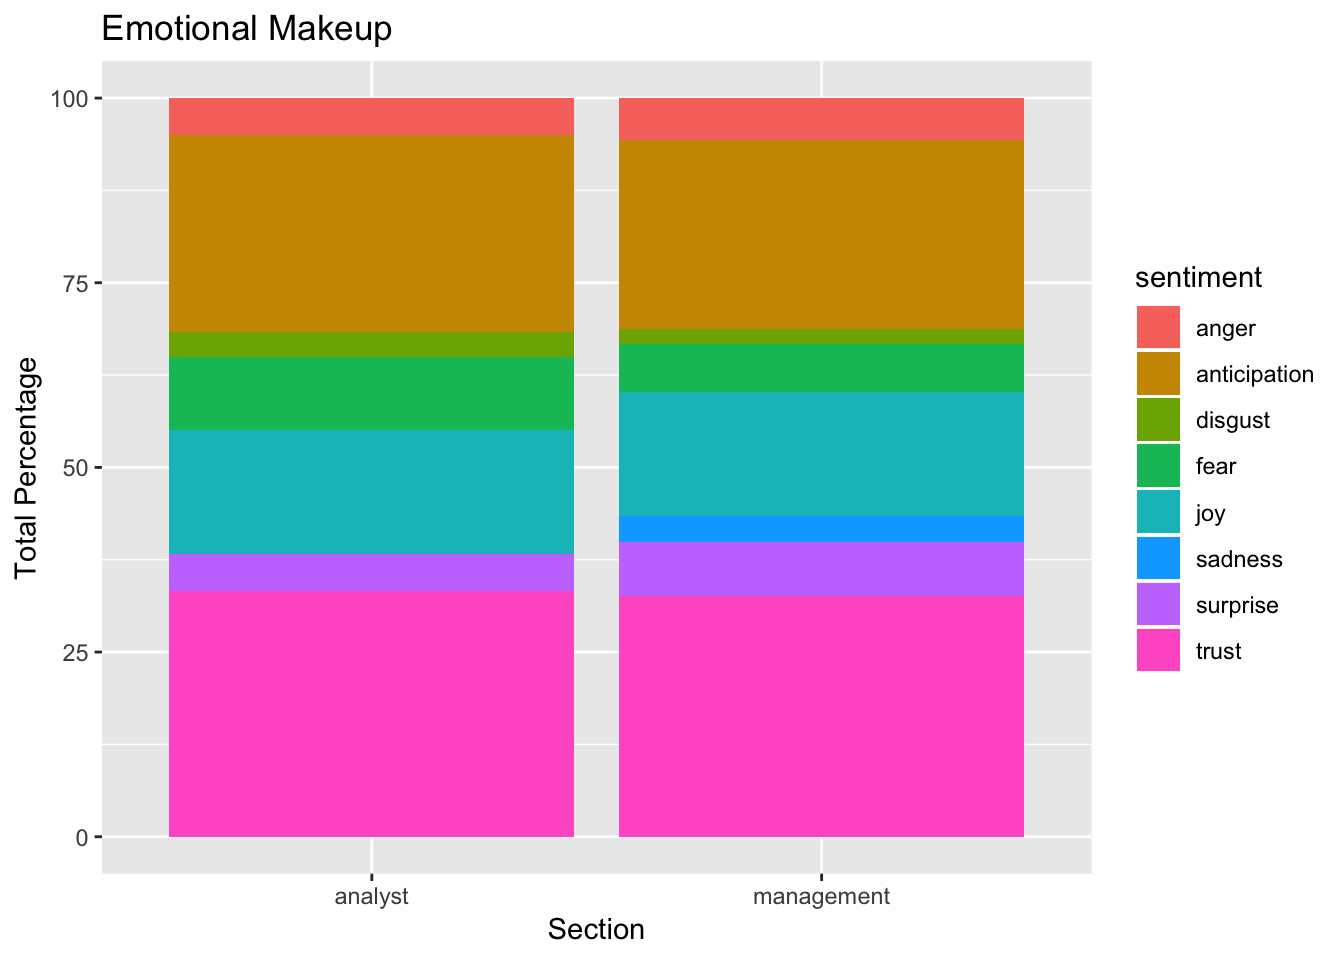 Emotional Makeup
100
75
50
25
0
Total Percentage
analyst
management
Section
sentiment
anger
anticipation
disgust
fear
joy
sadness
surprise
trust